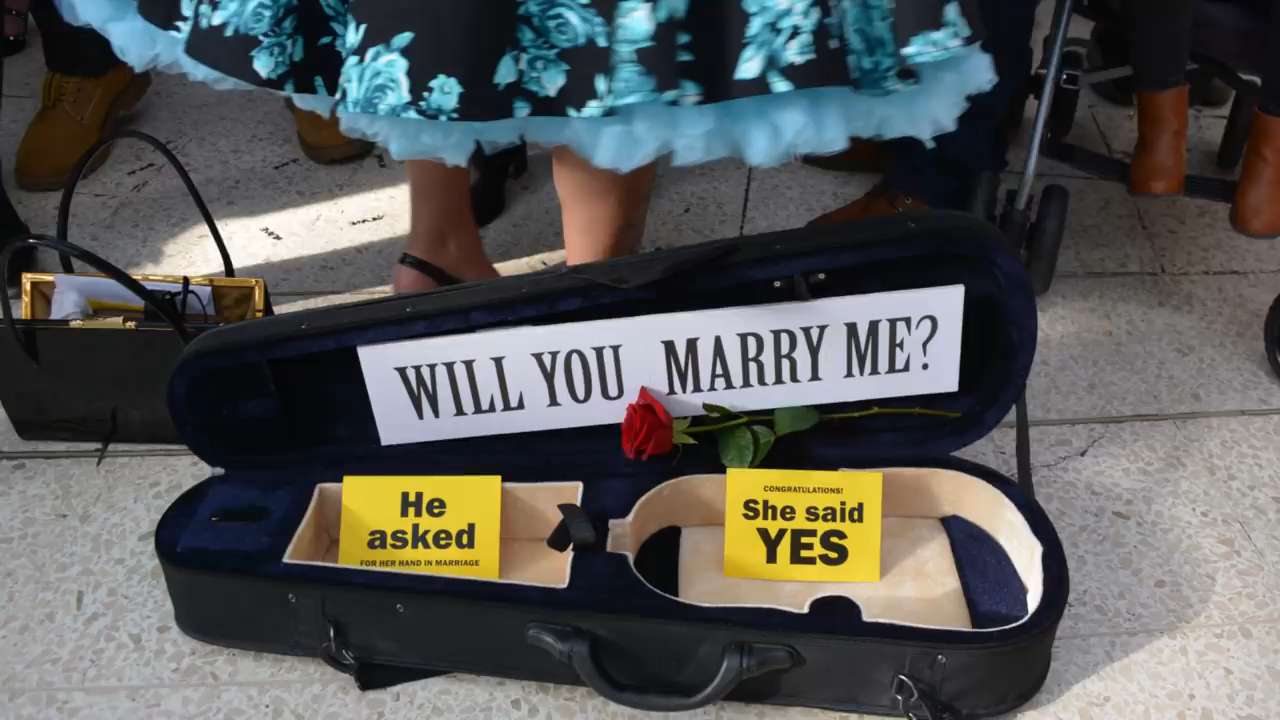 WILL YOU MARRY ME?
He
asked
FOR HER HAND IN MARRIAGE
CONGRATULATIONS!
She said
YES